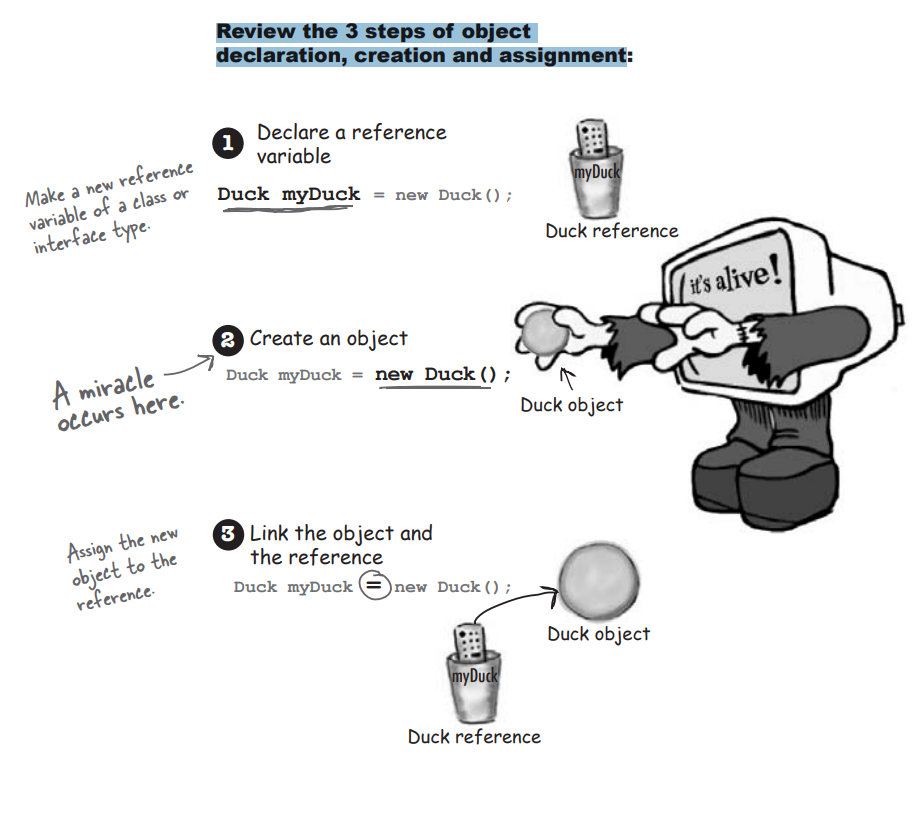 Review the 3 steps of object
declaration, creation and assignment:
1 Declare a reference
variable
Make a new reference
variable of a class or
interface type.
Duck myDuck = new Duck();
myDuck
Duck reference
it's alive!
2 Create an object
Duck myDuck = new Duck();
A miracle
occurs here.
Duck object
3 Link the object and
the reference
Assign the new
object to the
reference.
Duck myDuck = new Duck();
Duck object
myDuck
Duck reference